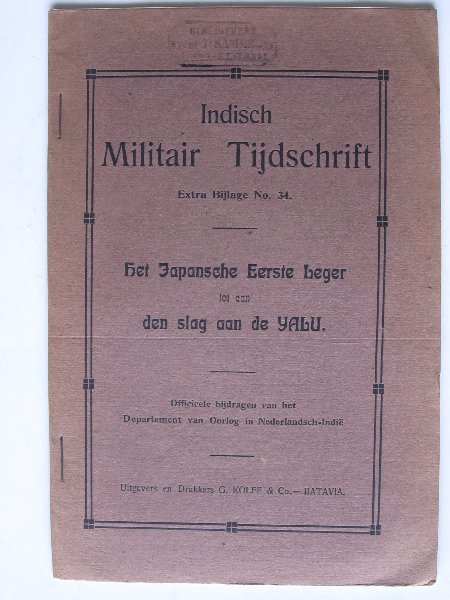 BIBLIOTHEEK
Indisch
Militair Tijdschrift
Extra Bijlage No. 34.
Het Japansche Eerste Leger
tot aan
den slag aan de YALU.
Officieele bijdragen van het
Departement van Oorlog in Nederlandsch-Indië
Uitgevers en Drukkers G. KOLFF & Co. — BATAVIA.